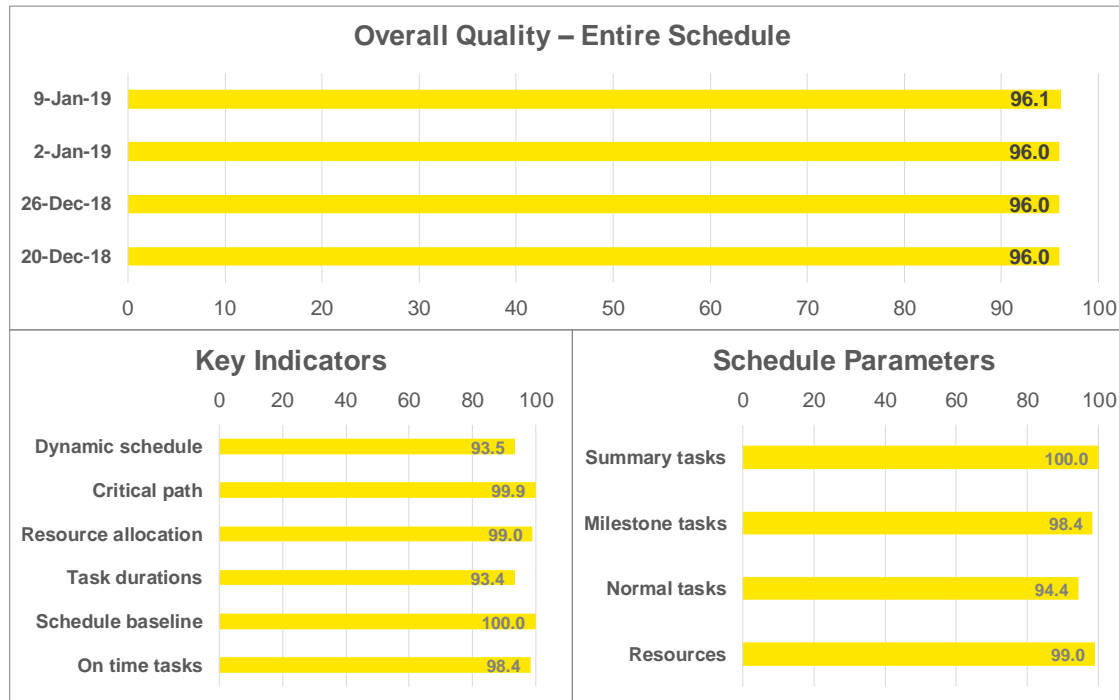 Overall Quality – Entire Schedule
9-Jan-19 96.1
2-Jan-19 96.0
26-Dec-18 96.0
20-Dec-18 96.0
0 10 20 30 40 50 60 70 80 90 100
Key Indicators
0 20 40 60 80 100
Dynamic schedule 93.5
Critical path 99.9
Resource allocation 99.0
Task durations 93.4
Schedule baseline 100.0
On time tasks 98.4
Schedule Parameters
0 20 40 60 80 100
Summary tasks 100.0
Milestone tasks 98.4
Normal tasks 94.4
Resources 99.0